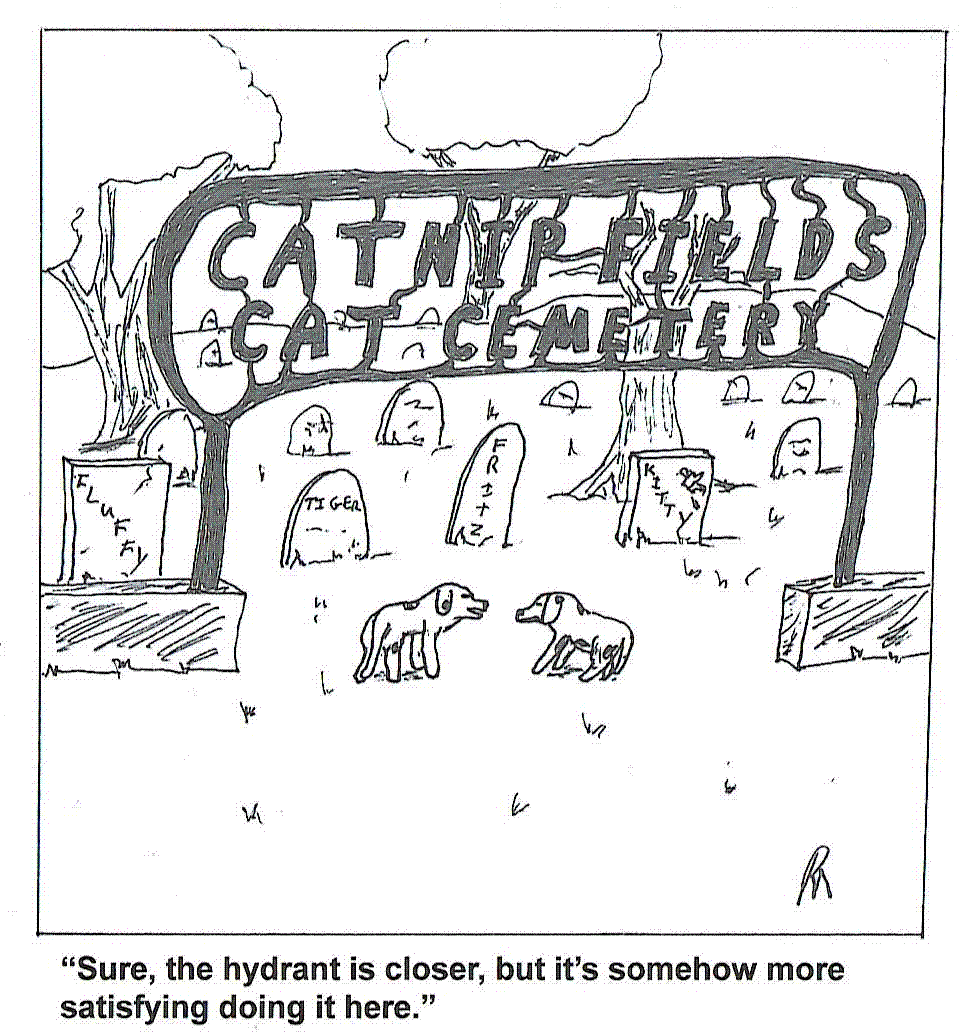 CATNIP FIELDS
CAT CEMETERY
FLUFFY
TIGER
FRITZ
KITTY
“Sure, the hydrant is closer, but it’s somehow more
satisfying doing it here.”